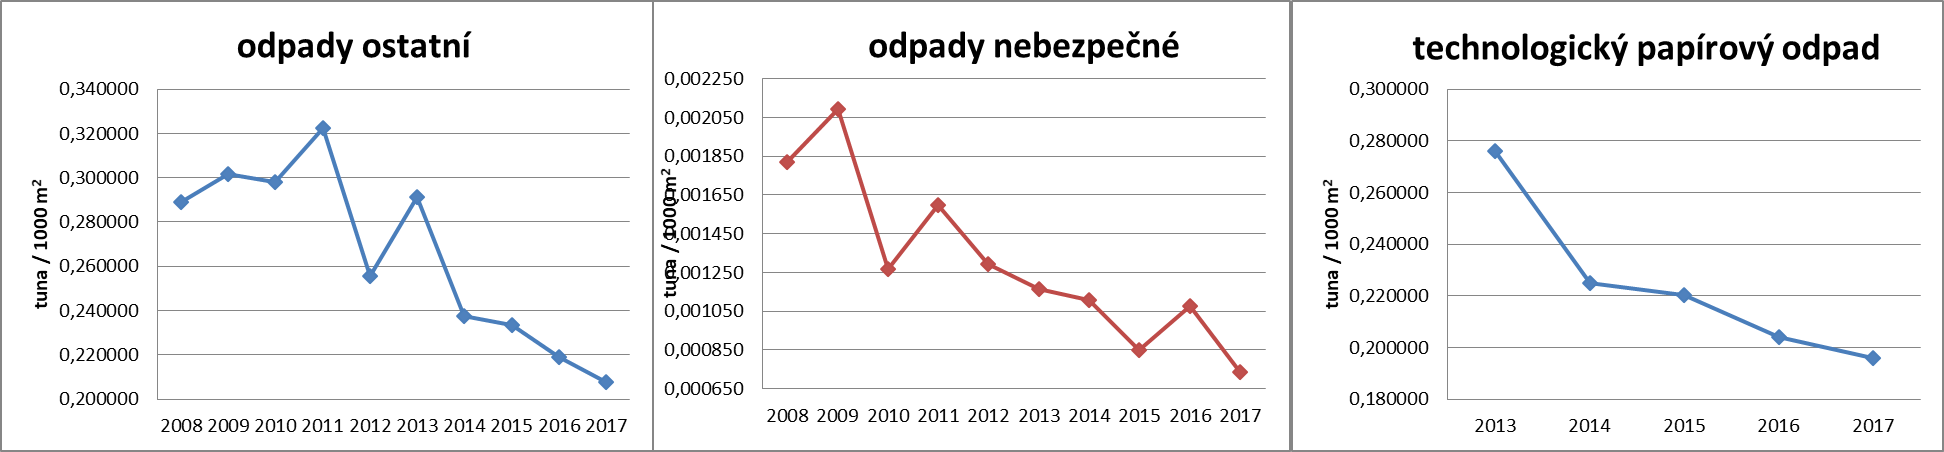 odpady ostatní
0,340000
0,320000
0,300000
0,280000
0,260000
0,240000
0,220000
0,200000
tuna / 1000 m²
2008 2009 2010 2011 2012 2013 2014 2015 2016 2017
odpady nebezpečné
0,002250
0,002050
0,001850
0,001650
0,001450
0,001250
0,001050
0,000850
0,000650
tuna / 1000 m²
2008 2009 2010 2011 2012 2013 2014 2015 2016 2017
technologický papírový odpad
0,300000
0,280000
0,260000
0,240000
0,220000
0,200000
0,180000
tuna / 1000 m²
2013 2014 2015 2016 2017